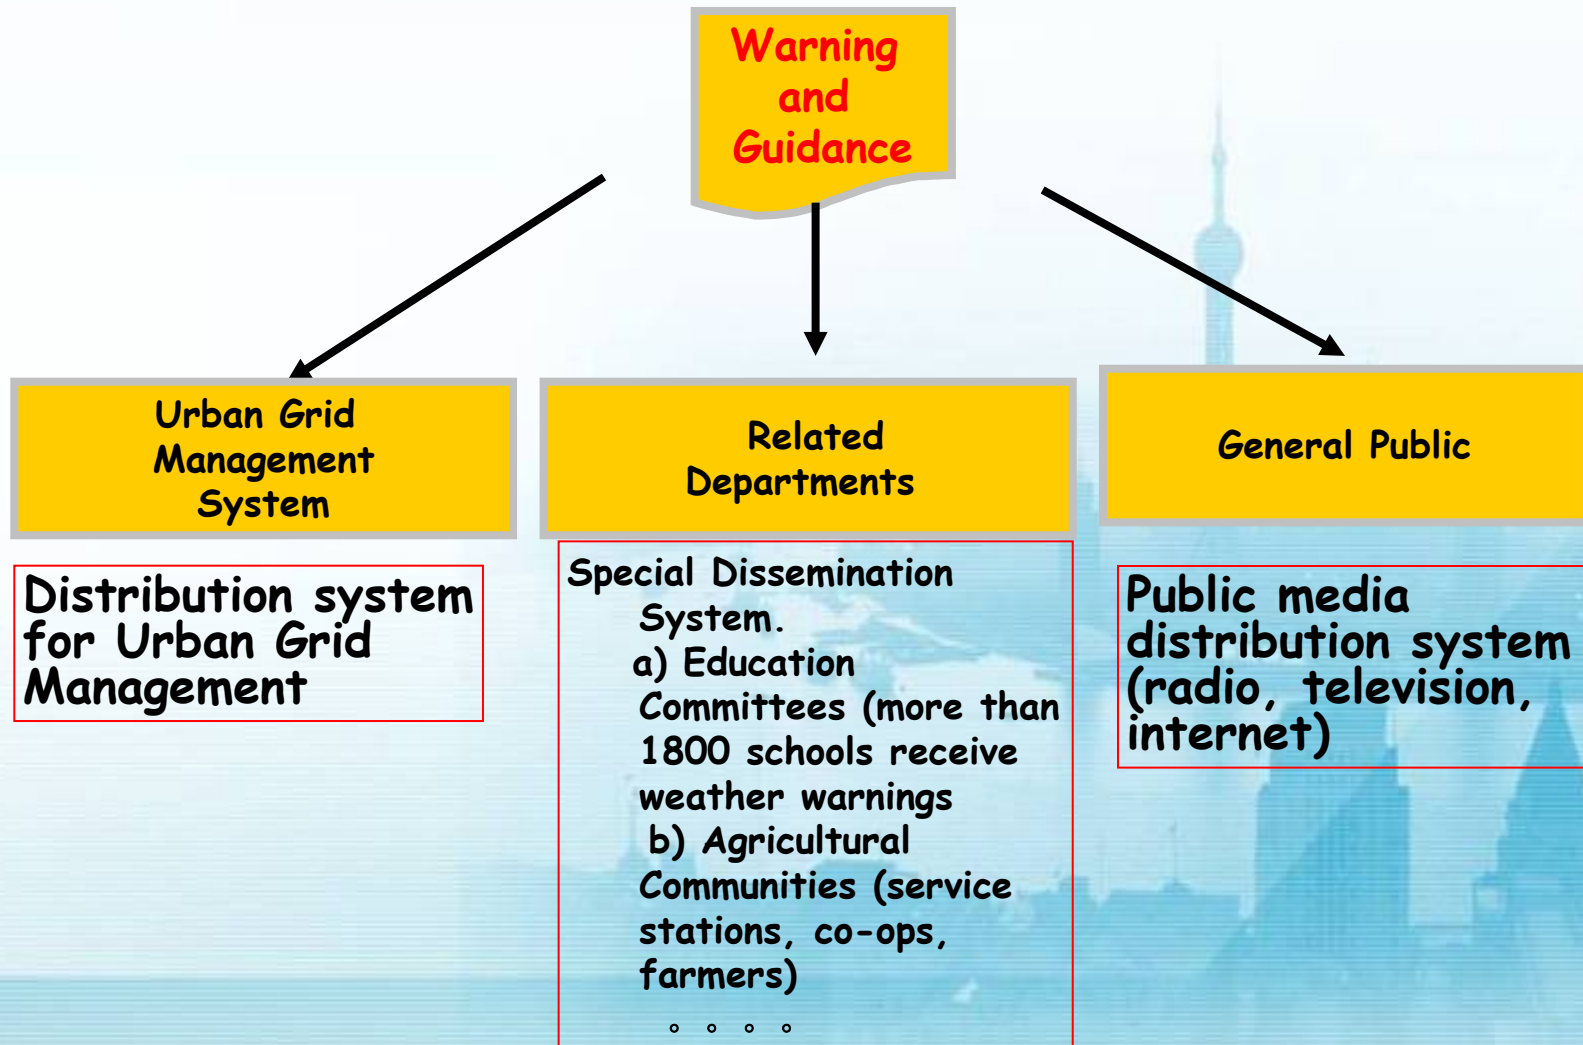 Warning
and
Guidance
Urban Grid
Management
System
Related
Departments
General Public
Distribution system
for Urban Grid
Management
Special Dissemination
System.
a) Education
Committees (more than
1800 schools receive
weather warnings
b) Agricultural
Communities (service
stations, co-ops,
farmers)
。。。。
Public media
distribution system
(radio, television,
internet)